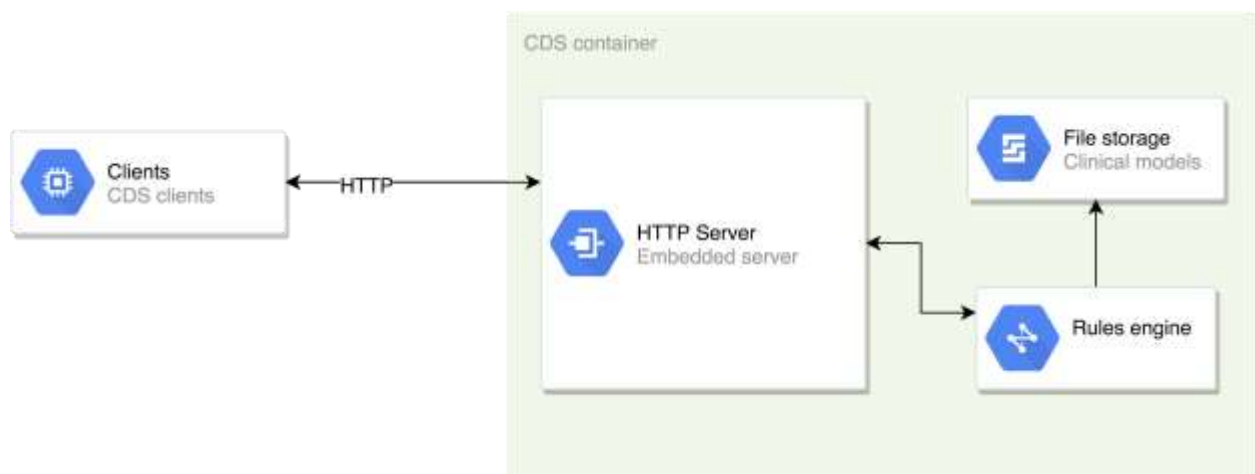 CDS container
Clients
CDS clients
HTTP
HTTP Server
Embedded server
File storage
Clinical models
Rules engine